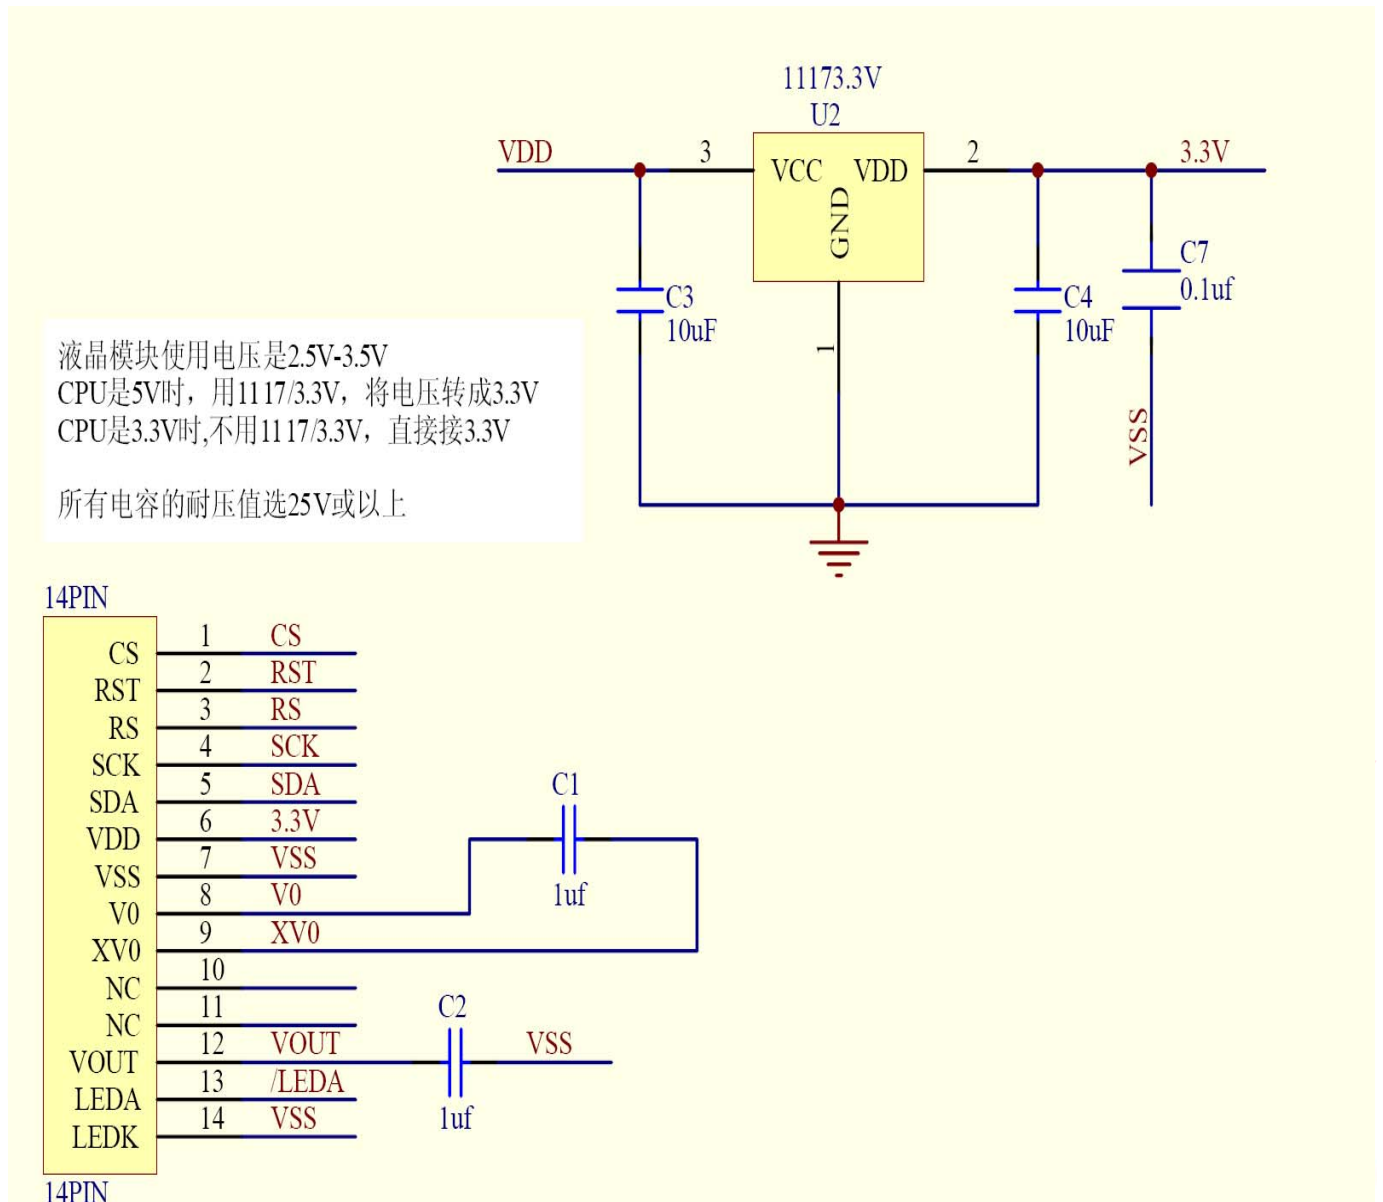 11173.3V
U2
VDD
3
VCC
VDD
GND
2
3.3V
1
C3
10uF
C4
10uF
C7
0.1uf
VSS
液晶模块使用电压是2.5V-3.5V
CPU是5V时，用1117/3.3V，将电压转成3.3V
CPU是3.3V时,不用1117/3.3V，直接接3.3V
所有电容的耐压值选25V或以上
14PIN
CS 1 CS
RST 2 RST
RS 3 RS
SCK 4 SCK
SDA 5 SDA
VDD 6 3.3V
VSS 7 VSS
V0 8 V0
XV0 9 XV0
NC 10
NC 11
VOUT 12 VOUT
LEDA 13 /LEDA
LEDK 14 VSS
C1
1uf
C2
1uf
VSS
14PIN